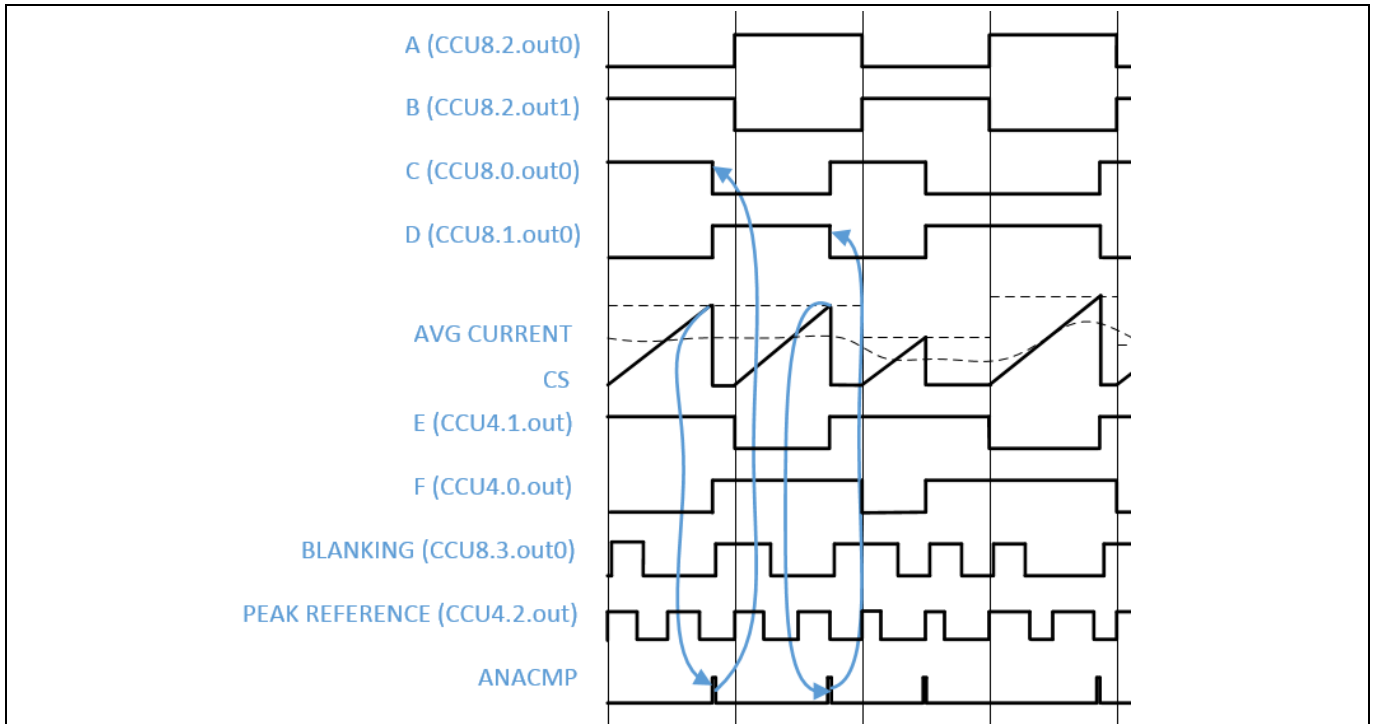 A (CCU8.2.out0)
B (CCU8.2.out1)
C (CCU8.0.out0)
D (CCU8.1.out0)
AVG CURRENT
CS
E (CCU4.1.out)
F (CCU4.0.out)
BLANKING (CCU8.3.out0)
PEAK REFERENCE (CCU4.2.out)
ANACMP